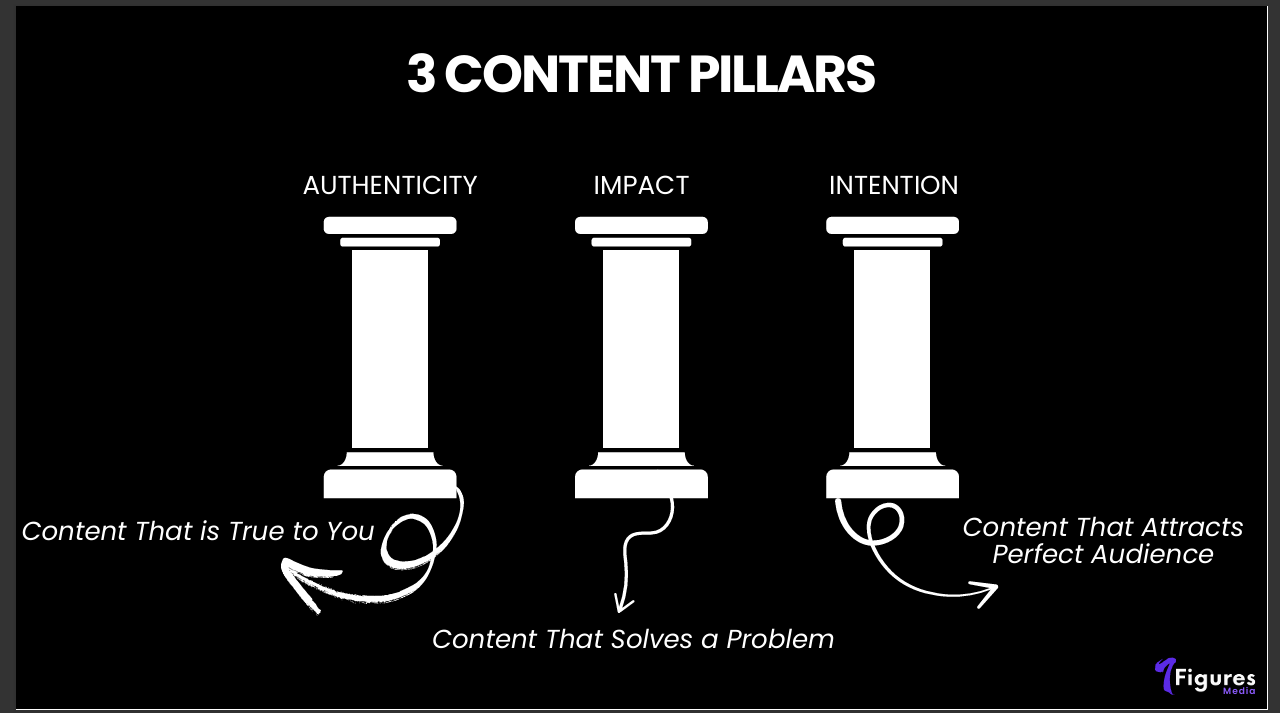 3 CONTENT PILLARS
AUTHENTICITY
IMPACT
INTENTION
Content That is True to You
Content That Attracts
Perfect Audience
Content That Solves a Problem
7Figures
Media